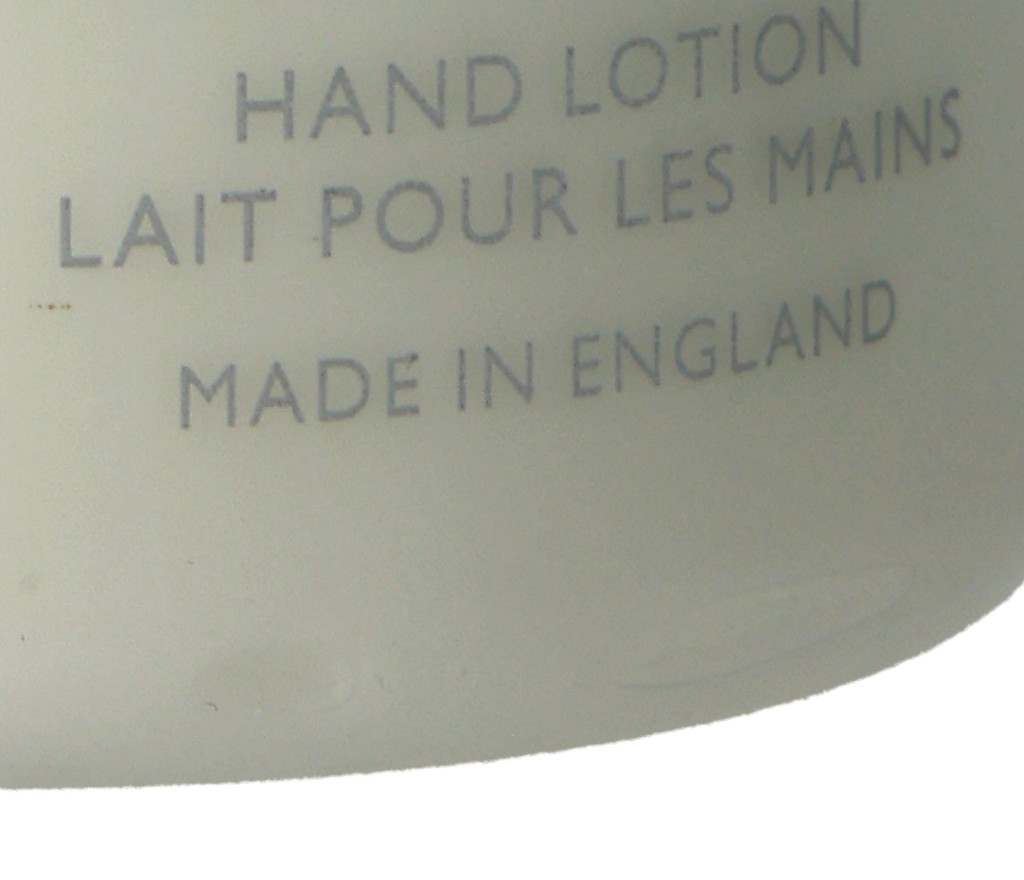 HAND LOTION
LAIT POUR LES MAINS
MADE IN ENGLAND